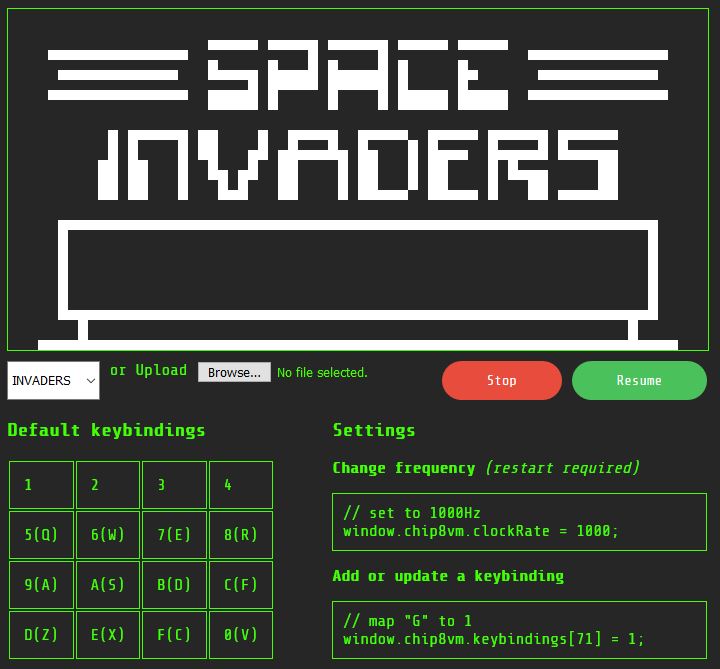 SPACE
INVADERS
INVADERS or Upload Browse... No file selected. Stop Resume
Default keybindings
1 2 3 4
5(Q) 6(W) 7(E) 8(R)
9(A) A(S) B(D) C(F)
D(Z) E(X) F(C) 0(V)
Settings
Change frequency (restart required)
// set to 1000Hz
window.chip8vm.clockRate = 1000;
Add or update a keybinding
// map "G" to 1
window.chip8vm.keybindings[71] = 1;